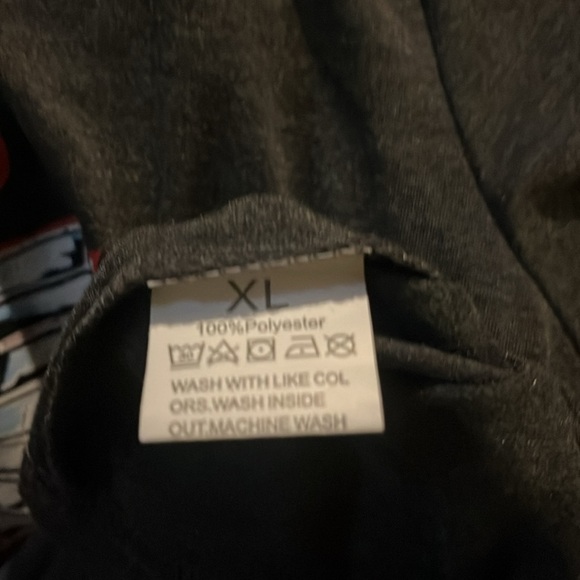 XL
100%Polyester
WASH WITH LIKE COL
ORS.WASH INSIDE
OUT.MACHINE WASH